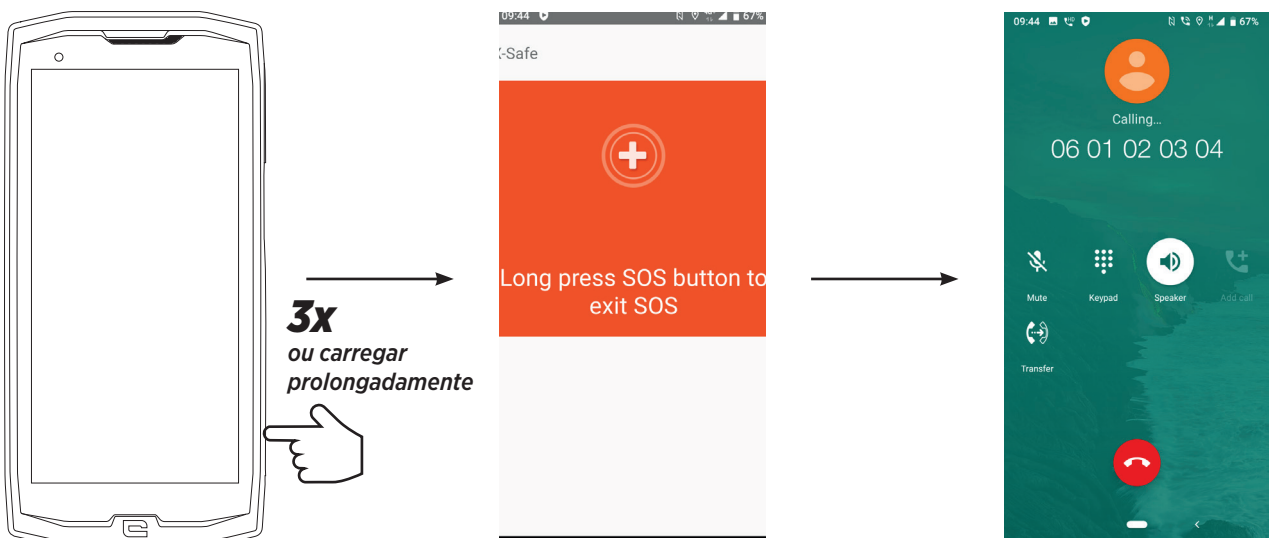 3x
ou carregar
prolongadamente
09:44 67%
-Safe
Long press SOS button to
exit SOS
09:44 67%
Calling...
06 01 02 03 04
Mute Keypad Speaker Add call
Transfer